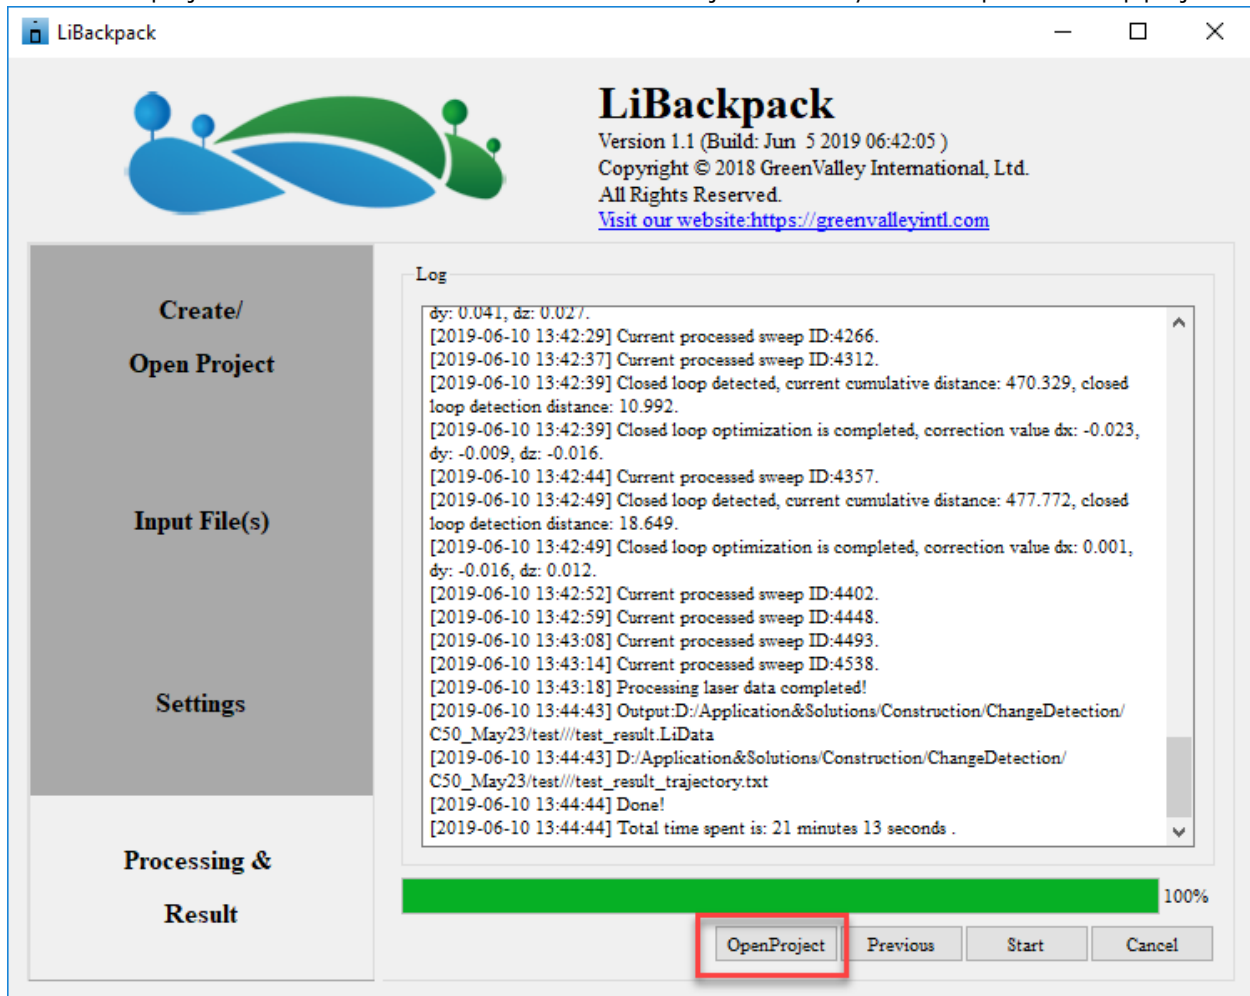 LiBackpack
LiBackpack
Version 1.1 (Build: Jun  5 2019 06:42:05 )
Copyright © 2018 GreenValley International, Ltd.
All Rights Reserved.
Visit our website:https://greenvalleyintl.com
Create/
Open Project
Input File(s)
Settings
Processing &
Result
Log
dy: 0.041, dz: 0.027.
[2019-06-10 13:42:29] Current processed sweep ID:4266.
[2019-06-10 13:42:37] Current processed sweep ID:4312.
[2019-06-10 13:42:39] Closed loop detected, current cumulative distance: 470.329, closed
loop detection distance: 10.992.
[2019-06-10 13:42:39] Closed loop optimization is completed, correction value dx: -0.023,
dy: -0.009, dz: -0.016.
[2019-06-10 13:42:44] Current processed sweep ID:4357.
[2019-06-10 13:42:49] Closed loop detected, current cumulative distance: 477.772, closed
loop detection distance: 18.649.
[2019-06-10 13:42:49] Closed loop optimization is completed, correction value dx: 0.001,
dy: -0.016, dz: 0.012.
[2019-06-10 13:42:52] Current processed sweep ID:4402.
[2019-06-10 13:42:59] Current processed sweep ID:4448.
[2019-06-10 13:43:08] Current processed sweep ID:4493.
[2019-06-10 13:43:14] Current processed sweep ID:4538.
[2019-06-10 13:43:18] Processing laser data completed!
[2019-06-10 13:44:43] Output:D:/Application&Solutions/Construction/ChangeDetection/
C50_May23/test///test_result.LiData
[2019-06-10 13:44:43] D:/Application&Solutions/Construction/ChangeDetection/
C50_May23/test///test_result_trajectory.txt
[2019-06-10 13:44:44] Done!
[2019-06-10 13:44:44] Total time spent is: 21 minutes 13 seconds .
100%
OpenProject
Previous
Start
Cancel